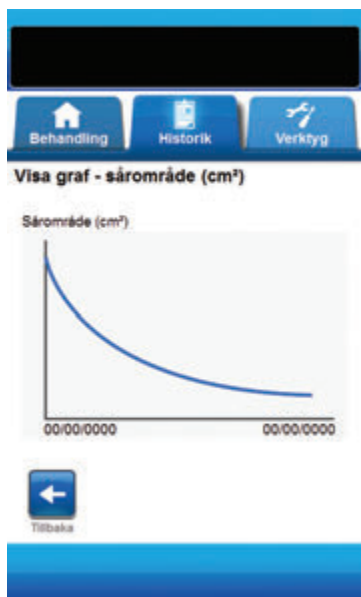 Behandling Historik Verktyg
Visa graf - sårområde (cm²)
Sårområde (cm²)
00/00/0000 00/00/0000
Tillbaka